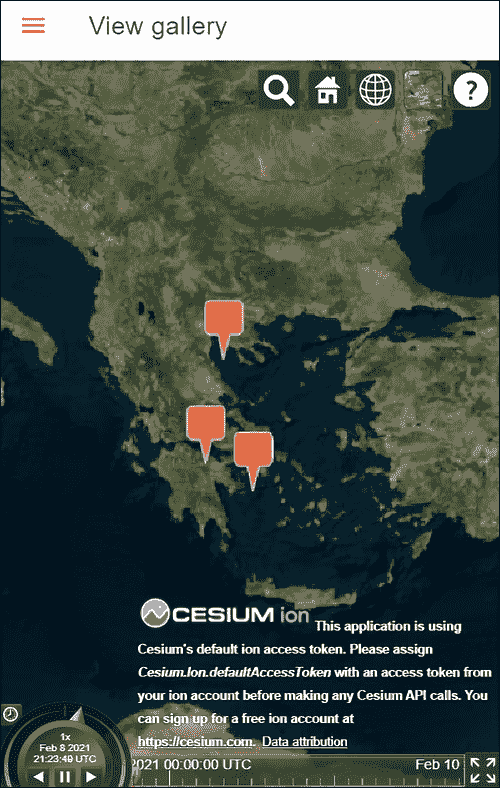 View gallery
?
CESIUM ion This application is using
Cesium's default ion access token. Please assign
Cesium.Ion.defaultAccessToken with an access token from
your ion account before making any Cesium API calls. You
can sign up for a free ion account at
https://cesium.com. Data attribution
1x
Feb 8 2021
21:23:49 UTC
2021 00:00:00 UTC
Feb 10